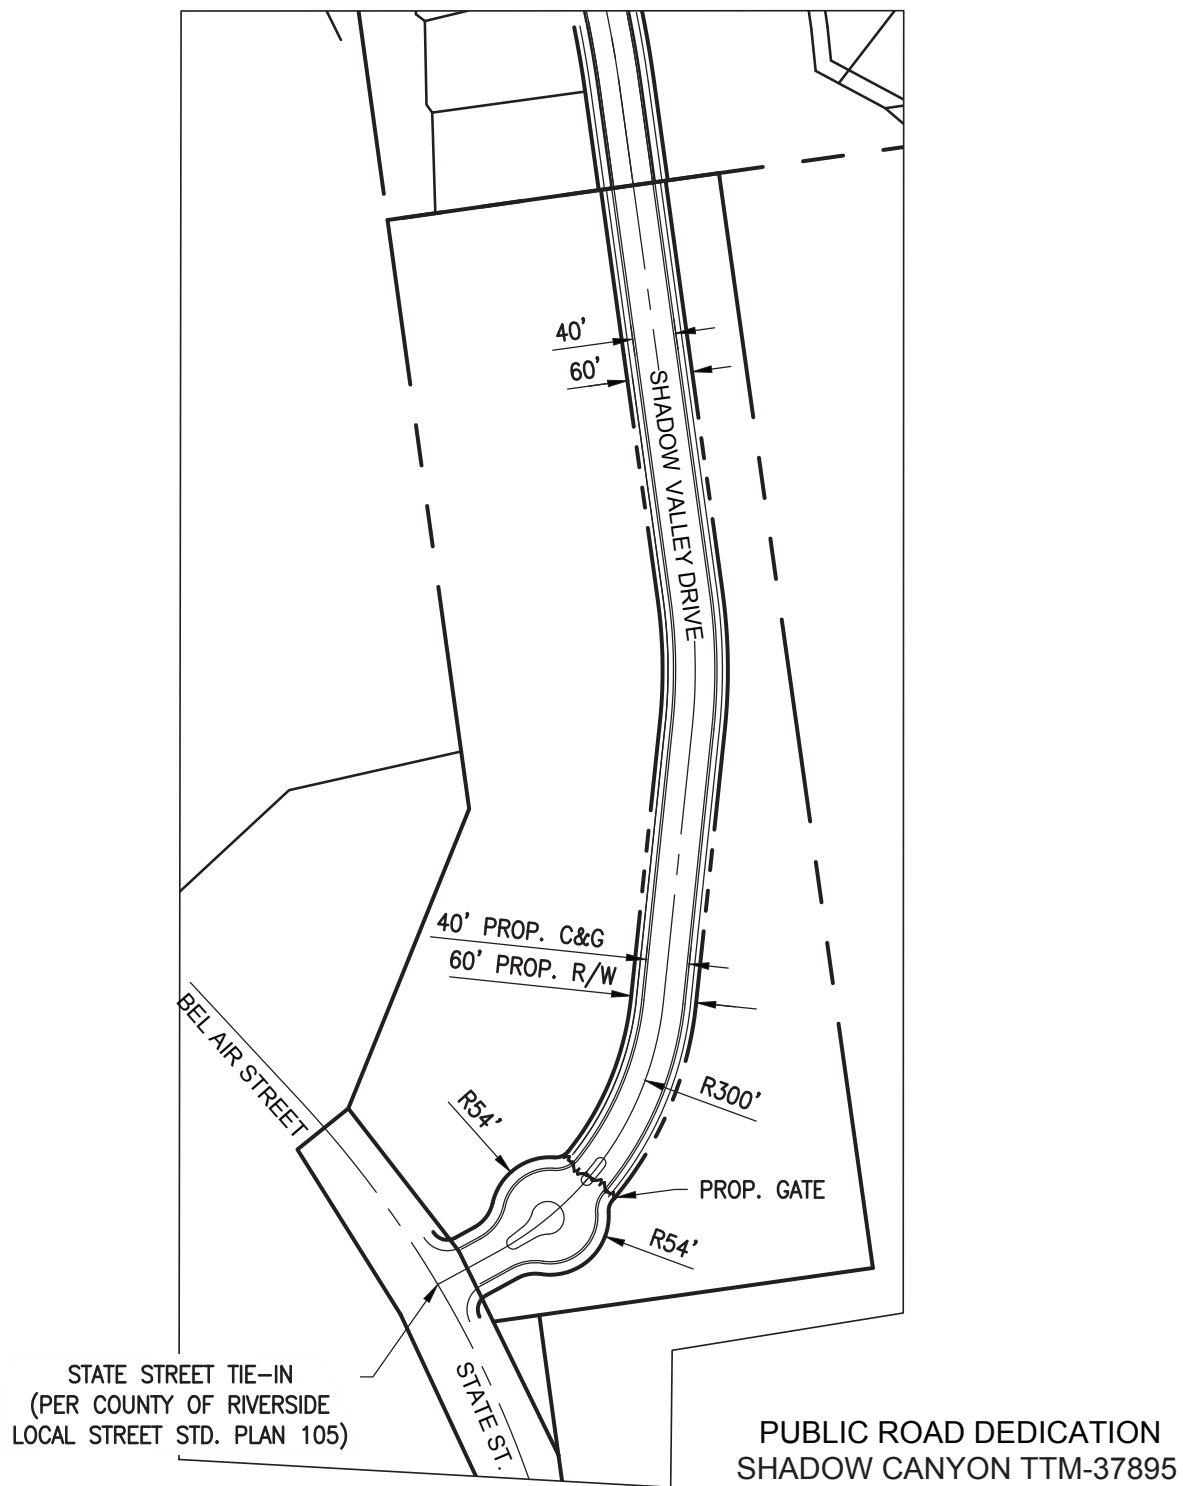 40'
60'
SHADOW VALLEY DRIVE
40' PROP. C&G
60' PROP. R/W
BEL AIR STREET
R54'
R300'
PROP. GATE
R54'
STATE STREET TIE-IN
(PER COUNTY OF RIVERSIDE
LOCAL STREET STD. PLAN 105)
STATE ST.
PUBLIC ROAD DEDICATION
SHADOW CANYON TTM-37895